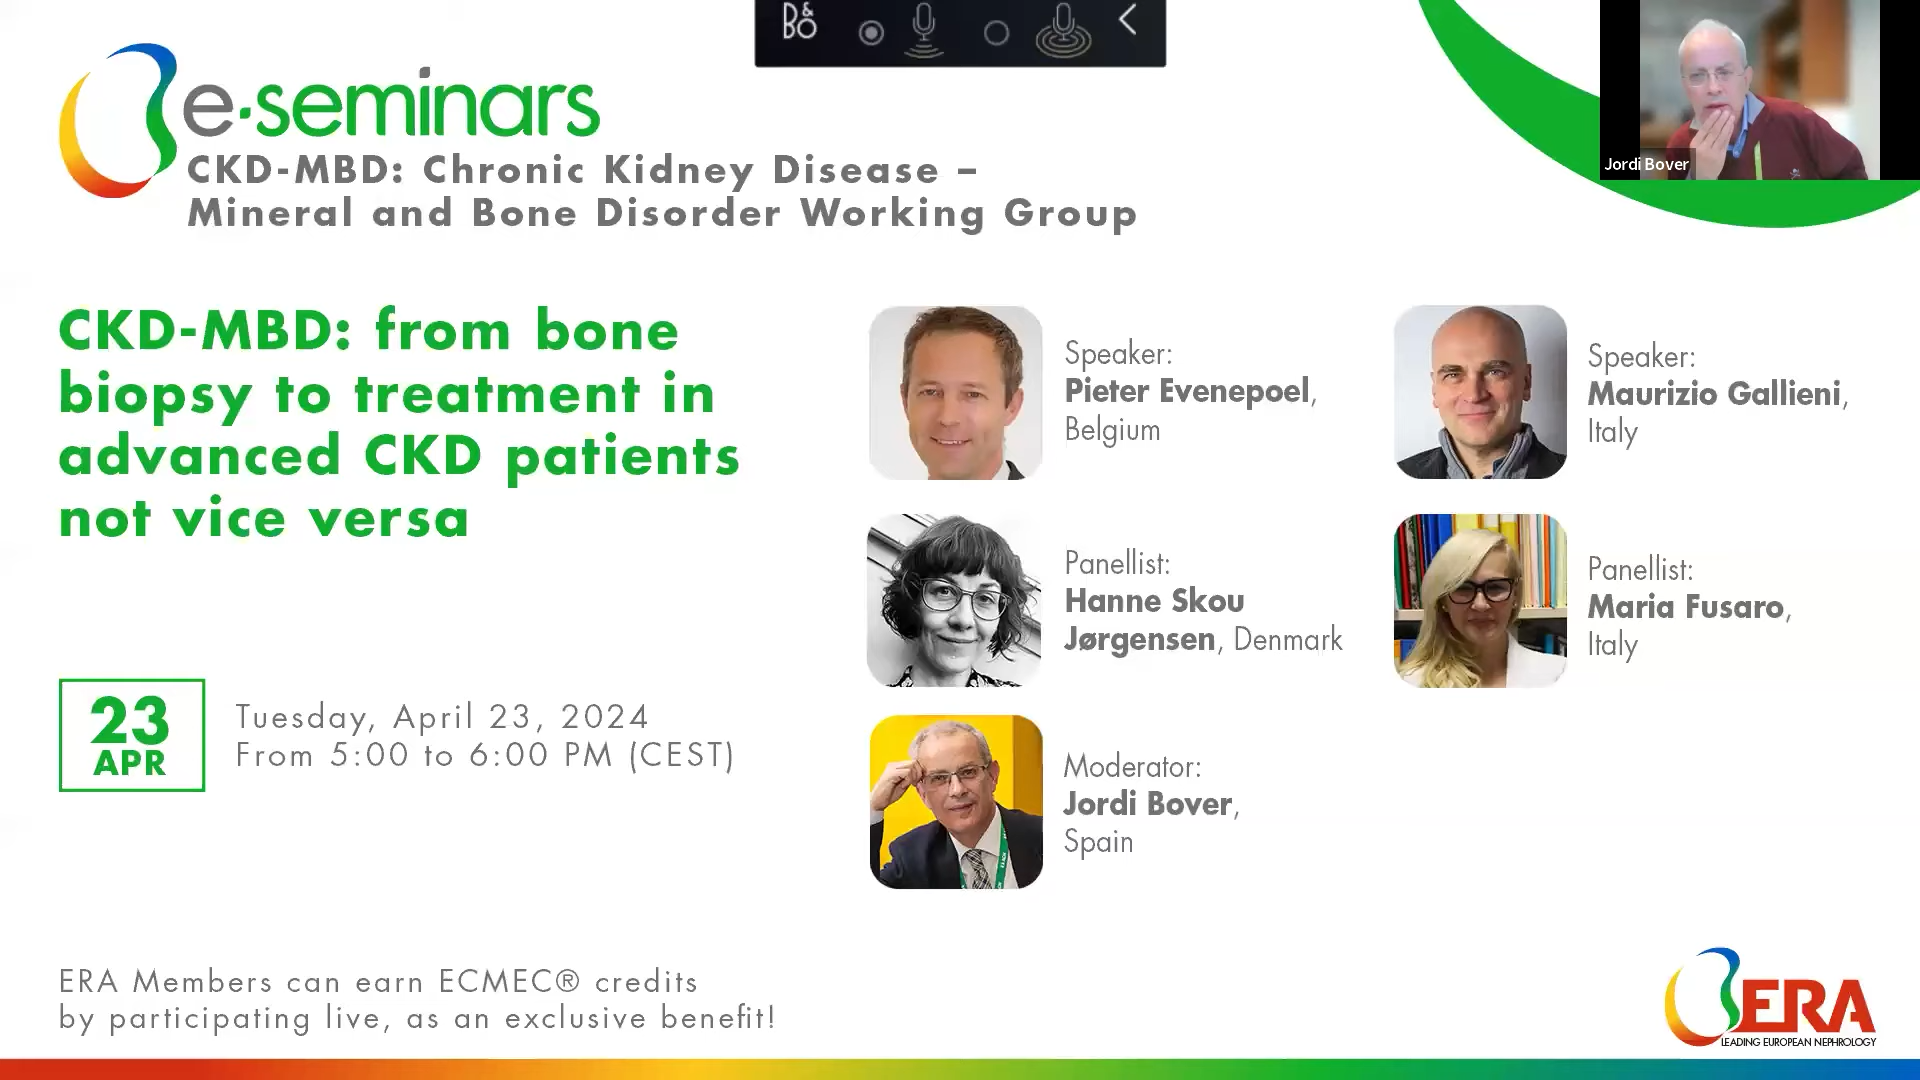 B&O
e·seminars
CKD-MBD: Chronic Kidney Disease –
Mineral and Bone Disorder Working Group
Jordi Bover
CKD-MBD: from bone
biopsy to treatment in
advanced CKD patients
not vice versa
23
APR
Tuesday, April 23, 2024
From 5:00 to 6:00 PM (CEST)
Speaker:
Pieter Evenepoel,
Belgium
Speaker:
Maurizio Gallieni,
Italy
Panellist:
Hanne Skou
Jørgensen, Denmark
Panellist:
Maria Fusaro,
Italy
Moderator:
Jordi Bover,
Spain
ERA Members can earn ECMEC® credits
by participating live, as an exclusive benefit!
ERA
LEADING EUROPEAN NEPHROLOGY